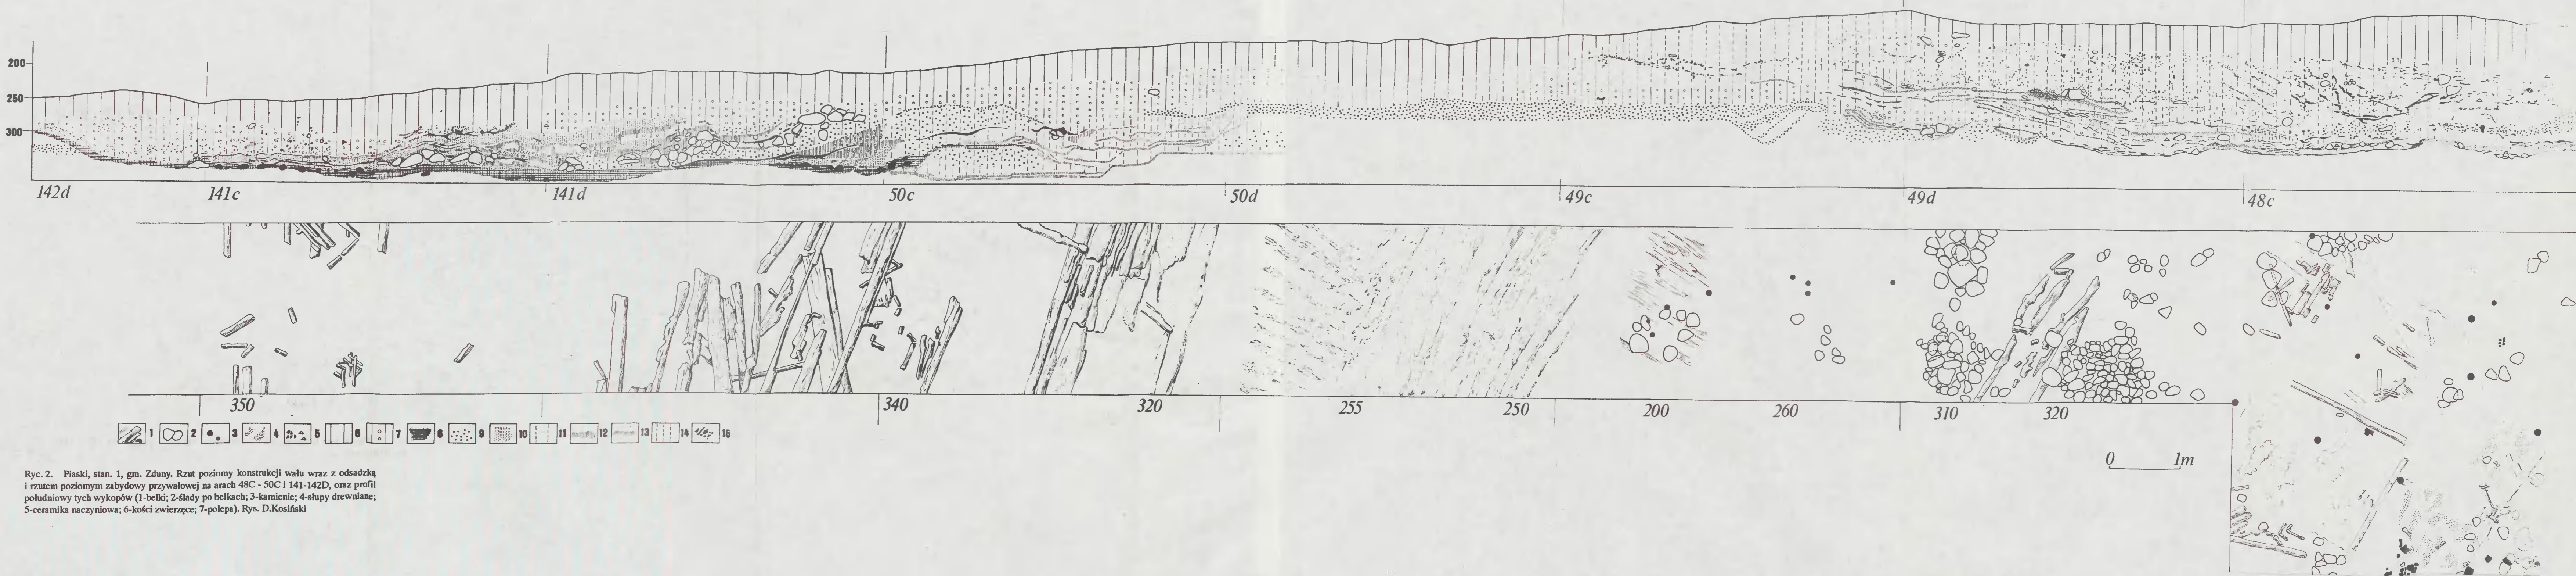 200
250
300
142d 141c 141d 50c 50d 49c 49d 48c
350 340 320 255 250 200 260 310 320
1 2 3 4 5 6 7 8 9 10 11 12 13 14 15
0 1m
Ryc. 2. Piaski, stan. 1, gm. Zduny. Rzut poziomy konstrukcji wału wraz z odsadzką
i rzutem poziomym zabydowy przywałowej na arach 48C - 50C i 141-142D, oraz profil
południowy tych wykopów (1-belki; 2-ślady po belkach; 3-kamienie; 4-słupy drewniane;
5-ceramika naczyniowa; 6-kości zwierzęce; 7-polepa). Rys. D.Kosiński